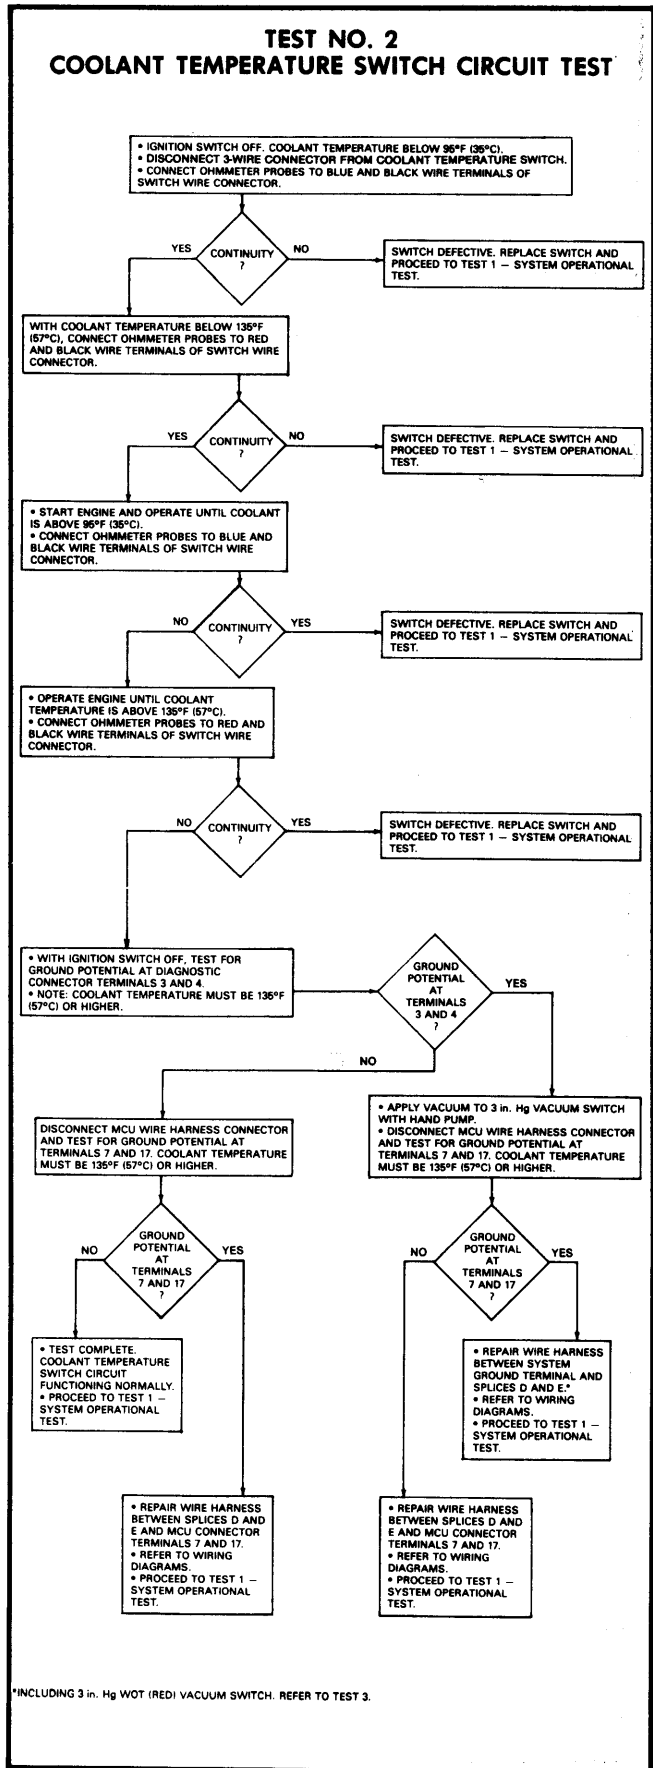 TEST NO. 2
COOLANT TEMPERATURE SWITCH CIRCUIT TEST
• IGNITION SWITCH OFF. COOLANT TEMPERATURE BELOW 95°F (35°C).
• DISCONNECT 3-WIRE CONNECTOR FROM COOLANT TEMPERATURE SWITCH.
• CONNECT OHMMETER PROBES TO BLUE AND BLACK WIRE TERMINALS OF
SWITCH WIRE CONNECTOR.
YES
CONTINUITY
?
NO
SWITCH DEFECTIVE. REPLACE SWITCH AND
PROCEED TO TEST 1 — SYSTEM OPERATIONAL
TEST.
WITH COOLANT TEMPERATURE BELOW 135°F
(57°C), CONNECT OHMMETER PROBES TO RED
AND BLACK WIRE TERMINALS OF SWITCH WIRE
CONNECTOR.
YES
CONTINUITY
?
NO
SWITCH DEFECTIVE. REPLACE SWITCH AND
PROCEED TO TEST 1 — SYSTEM OPERATIONAL
TEST.
• START ENGINE AND OPERATE UNTIL COOLANT
IS ABOVE 95°F (35°C).
• CONNECT OHMMETER PROBES TO BLUE AND
BLACK WIRE TERMINALS OF SWITCH WIRE
CONNECTOR.
NO
CONTINUITY
?
YES
SWITCH DEFECTIVE. REPLACE SWITCH AND
PROCEED TO TEST 1 — SYSTEM OPERATIONAL
TEST.
• OPERATE ENGINE UNTIL COOLANT
TEMPERATURE IS ABOVE 135°F (57°C).
• CONNECT OHMMETER PROBES TO RED AND
BLACK WIRE TERMINALS OF SWITCH WIRE
CONNECTOR.
NO
CONTINUITY
?
YES
SWITCH DEFECTIVE. REPLACE SWITCH AND
PROCEED TO TEST 1 — SYSTEM OPERATIONAL
TEST.
• WITH IGNITION SWITCH OFF, TEST FOR
GROUND POTENTIAL AT DIAGNOSTIC
CONNECTOR TERMINALS 3 AND 4.
• NOTE: COOLANT TEMPERATURE MUST BE 135°F
(57°C) OR HIGHER.
GROUND
POTENTIAL
AT
TERMINALS
3 AND 4
?
YES
NO
DISCONNECT MCU WIRE HARNESS CONNECTOR
AND TEST FOR GROUND POTENTIAL AT
TERMINALS 7 AND 17. COOLANT TEMPERATURE
MUST BE 135°F (57°C) OR HIGHER.
• APPLY VACUUM TO 3 in. Hg VACUUM SWITCH
WITH HAND PUMP.
• DISCONNECT MCU WIRE HARNESS CONNECTOR
AND TEST FOR GROUND POTENTIAL AT
TERMINALS 7 AND 17. COOLANT TEMPERATURE
MUST BE 135°F (57°C) OR HIGHER.
NO
GROUND
POTENTIAL
AT
TERMINALS
7 AND 17
?
YES
NO
GROUND
POTENTIAL
AT
TERMINALS
7 AND 17
?
YES
• TEST COMPLETE.
COOLANT TEMPERATURE
SWITCH CIRCUIT
FUNCTIONING NORMALLY.
• PROCEED TO TEST 1 —
SYSTEM OPERATIONAL
TEST.
• REPAIR WIRE HARNESS
BETWEEN SYSTEM
GROUND TERMINAL AND
SPLICES D AND E.*
• REFER TO WIRING
DIAGRAMS.
• PROCEED TO TEST 1 —
SYSTEM OPERATIONAL
TEST.
• REPAIR WIRE HARNESS
BETWEEN SPLICES D AND
E AND MCU CONNECTOR
TERMINALS 7 AND 17.
• REFER TO WIRING
DIAGRAMS.
• PROCEED TO TEST 1 —
SYSTEM OPERATIONAL
TEST.
• REPAIR WIRE HARNESS
BETWEEN SPLICES D AND
E AND MCU CONNECTOR
TERMINALS 7 AND 17.
• REFER TO WIRING
DIAGRAMS.
• PROCEED TO TEST 1 —
SYSTEM OPERATIONAL
TEST.
*INCLUDING 3 in. Hg WOT (RED) VACUUM SWITCH. REFER TO TEST 3.